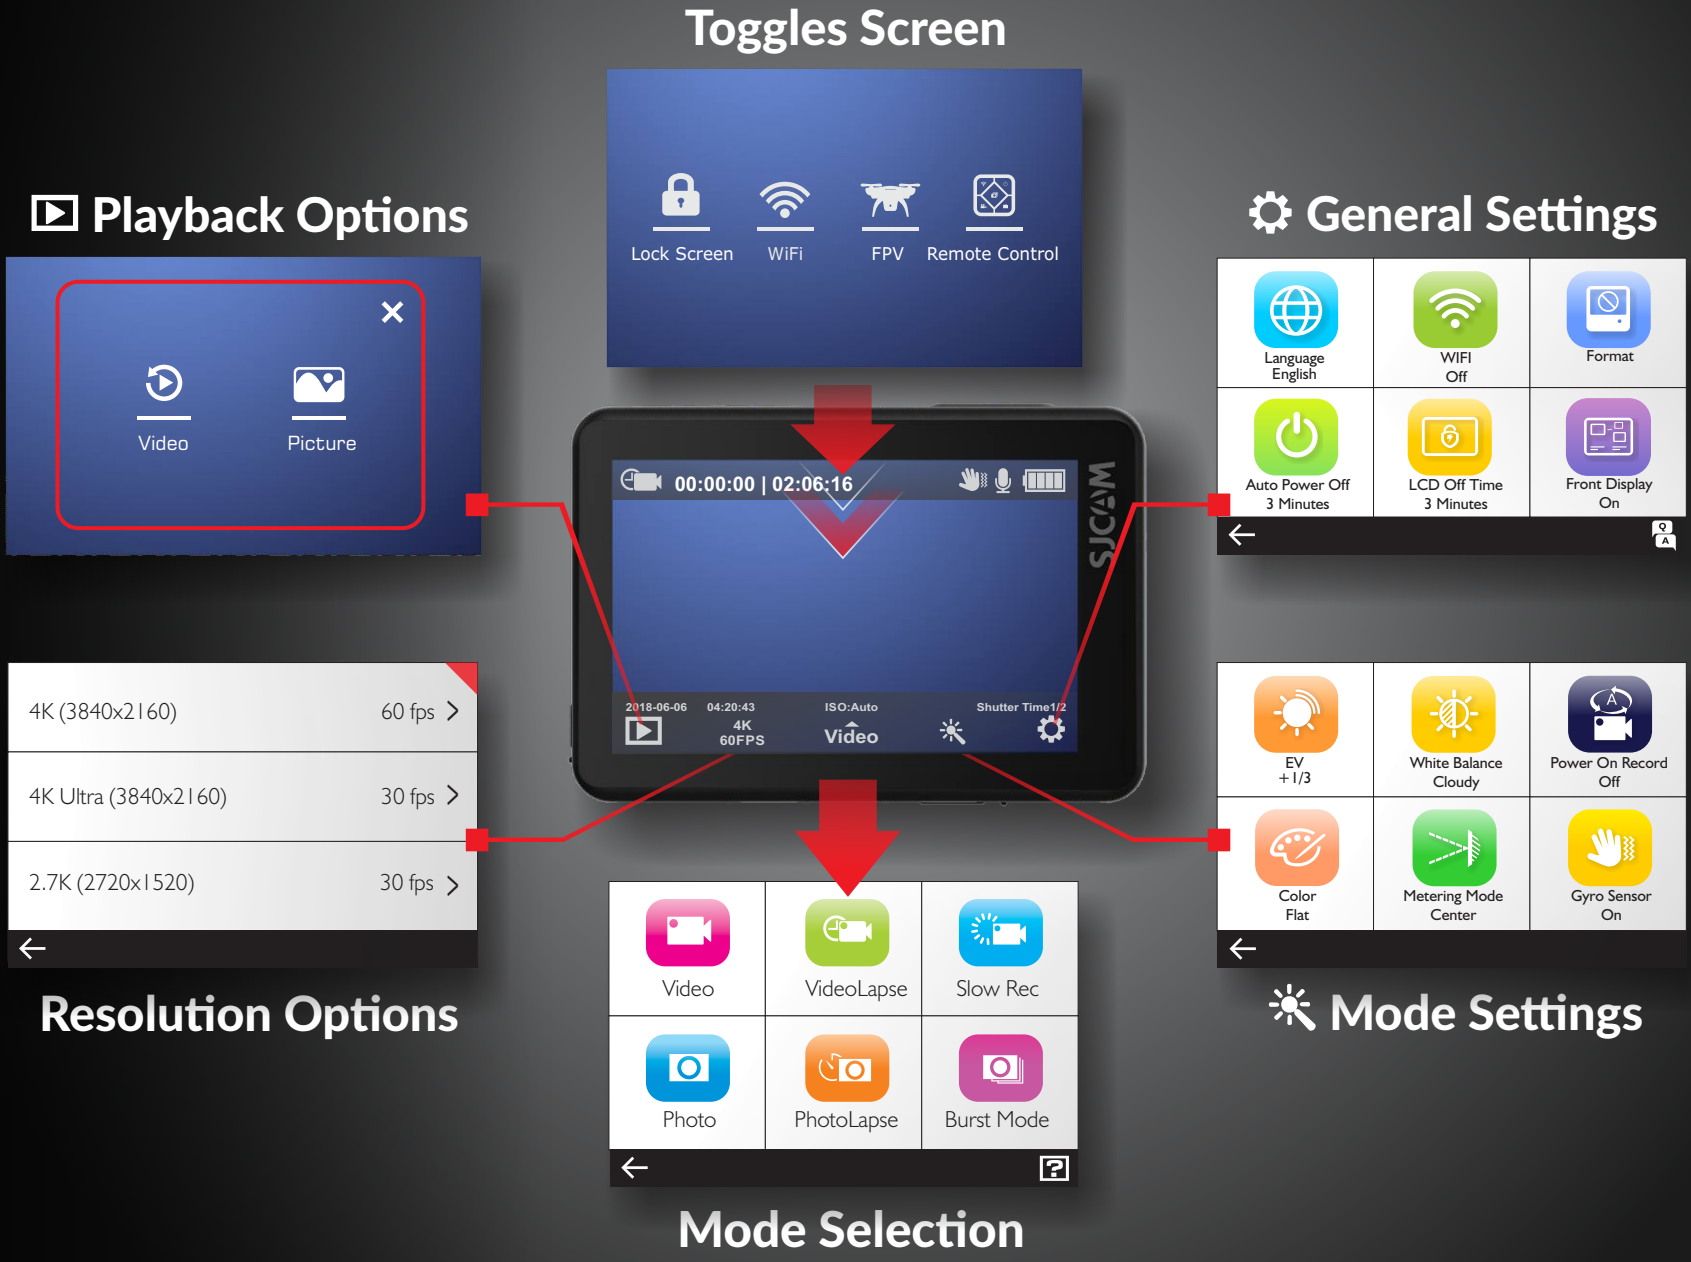 Toggles Screen
Lock Screen
WiFi
FPV
Remote Control
Playback Options
Video
Picture
General Settings
Language
English
WIFI
Off
Format
Auto Power Off
3 Minutes
LCD Off Time
3 Minutes
Front Display
On
Q
A
00:00:00 | 02:06:16
SJCAM
2018-06-06
04:20:43
ISO:Auto
Shutter Time1/2
4K
60FPS
Video
4K (3840x2160)
60 fps
4K Ultra (3840x2160)
30 fps
2.7K (2720x1520)
30 fps
Resolution Options
EV
+1/3
White Balance
Cloudy
A
Power On Record
Off
Color
Flat
Metering Mode
Center
Gyro Sensor
On
Mode Settings
Video
VideoLapse
Slow Rec
Photo
PhotoLapse
Burst Mode
?
Mode Selection